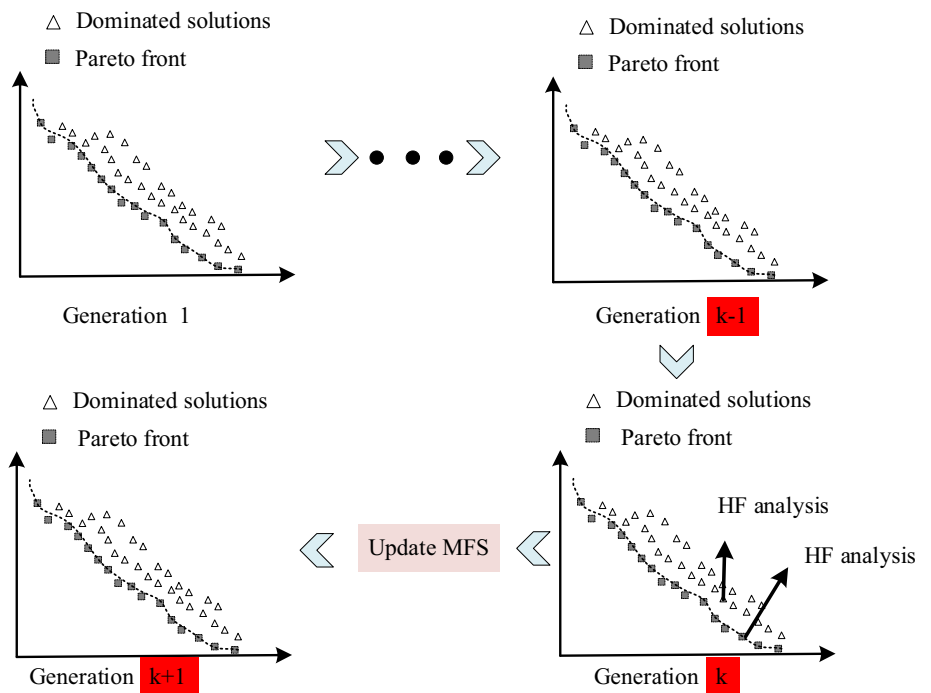 Dominated solutions
Pareto front
Generation 1
Dominated solutions
Pareto front
Generation k-1
Dominated solutions
Pareto front
HF analysis
HF analysis
Generation k
Update MFS
Dominated solutions
Pareto front
Generation k+1